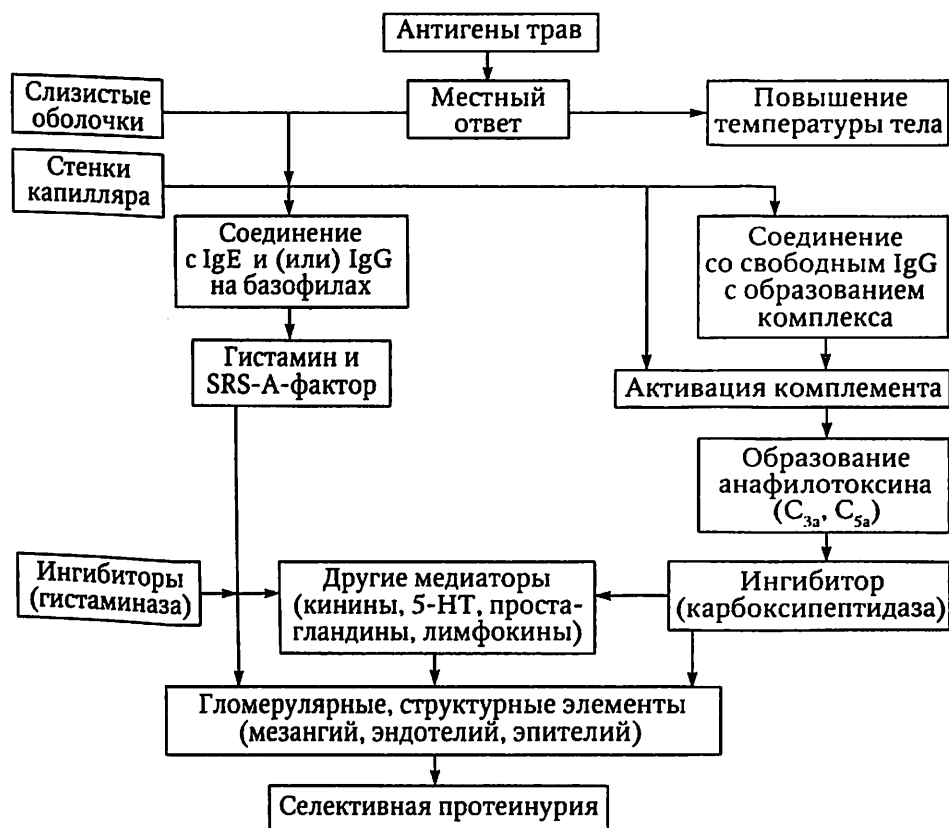 Антигены трав
Слизистые
оболочки
Местный
ответ
Повышение
температуры тела
Стенки
капилляра
Соединение
с IgE и (или) IgG
на базофилах
Соединение
со свободным IgG
с образованием
комплекса
Гистамин и
SRS-A-фактор
Активация комплемента
Образование
анафилотоксина
(C3a, C5a)
Ингибиторы
(гистаминаза)
Другие медиаторы
(кинины, 5-НТ, проста-
гландины, лимфокины)
Ингибитор
(карбоксипептидаза)
Гломерулярные, структурные элементы
(мезангий, эндотелий, эпителий)
Селективная протеинурия